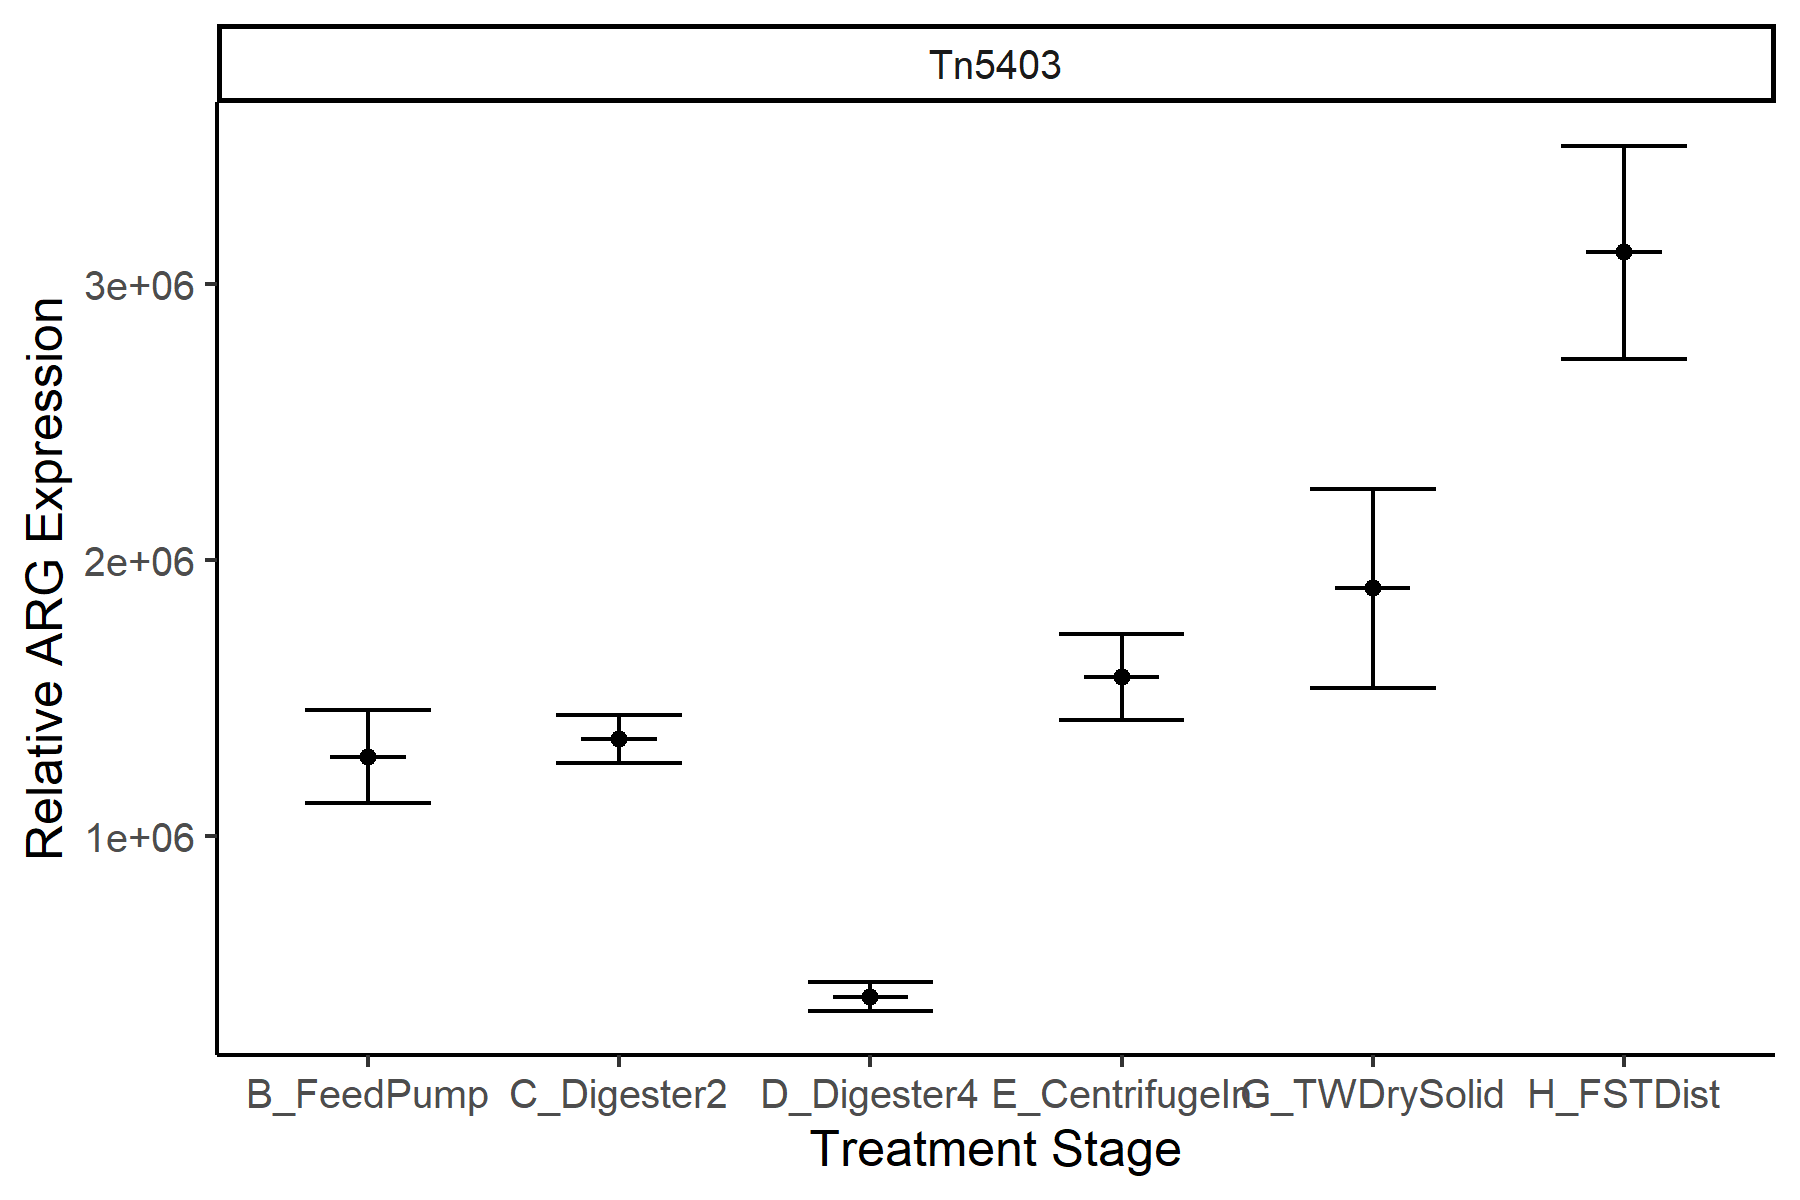 Tn5403
Relative ARG Expression
3e+06
2e+06
1e+06
B_FeedPump C_Digester2 D_Digester4 E_CentrifugeIn G_TWDrySolid H_FSTDist
Treatment Stage